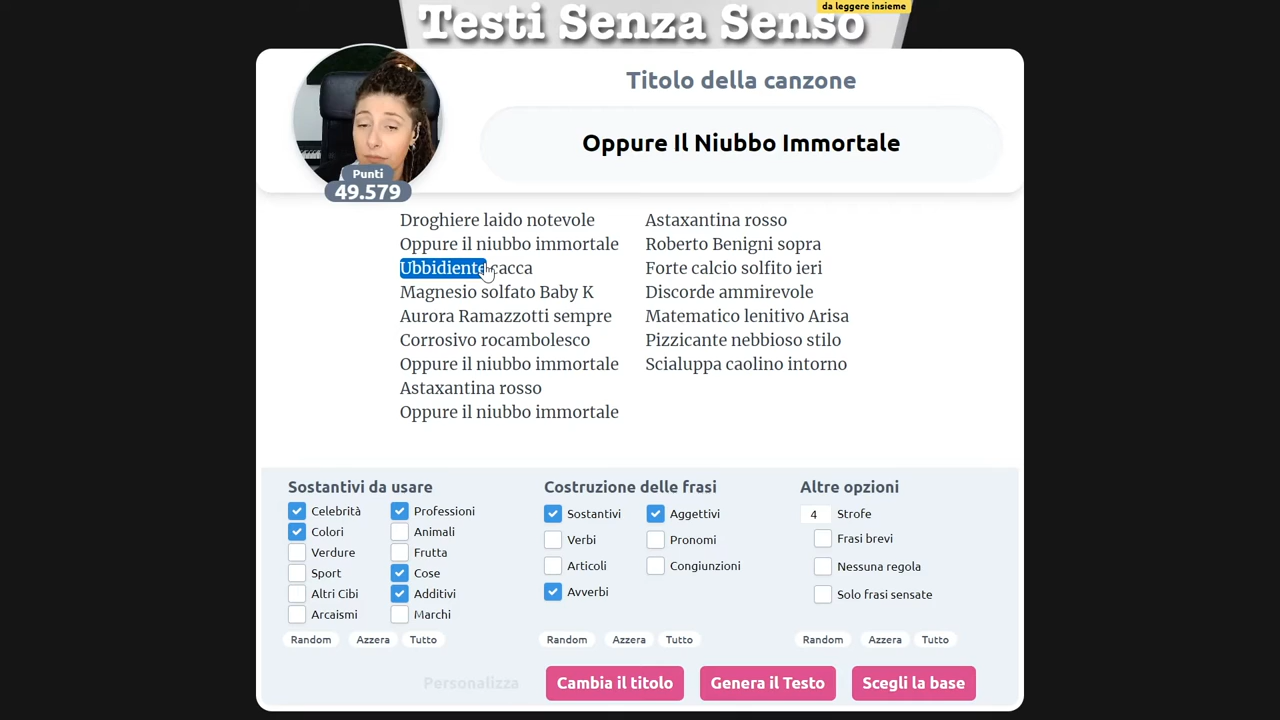 da leggere insieme
Testi Senza Senso
Titolo della canzone
Oppure Il Niubbo Immortale
Punti
49.579
Droghiere laido notevole
Oppure il niubbo immortale
Ubbidiente cacca
Magnesio solfato Baby K
Aurora Ramazzotti sempre
Corrosivo rocambolesco
Oppure il niubbo immortale
Astaxantina rosso
Oppure il niubbo immortale
Astaxantina rosso
Roberto Benigni sopra
Forte calcio solfito ieri
Discorde ammirevole
Matematico lenitivo Arisa
Pizzicante nebbioso stilo
Scialuppa caolino intorno
Sostantivi da usare
Celebrità
Professioni
Colori
Animali
Verdure
Frutta
Sport
Cose
Altri Cibi
Additivi
Arcaismi
Marchi
Random
Azzera
Tutto
Costruzione delle frasi
Sostantivi
Aggettivi
Verbi
Pronomi
Articoli
Congiunzioni
Avverbi
Random
Azzera
Tutto
Altre opzioni
4 Strofe
Frasi brevi
Nessuna regola
Solo frasi sensate
Random
Azzera
Tutto
Personalizza
Cambia il titolo
Genera il Testo
Scegli la base